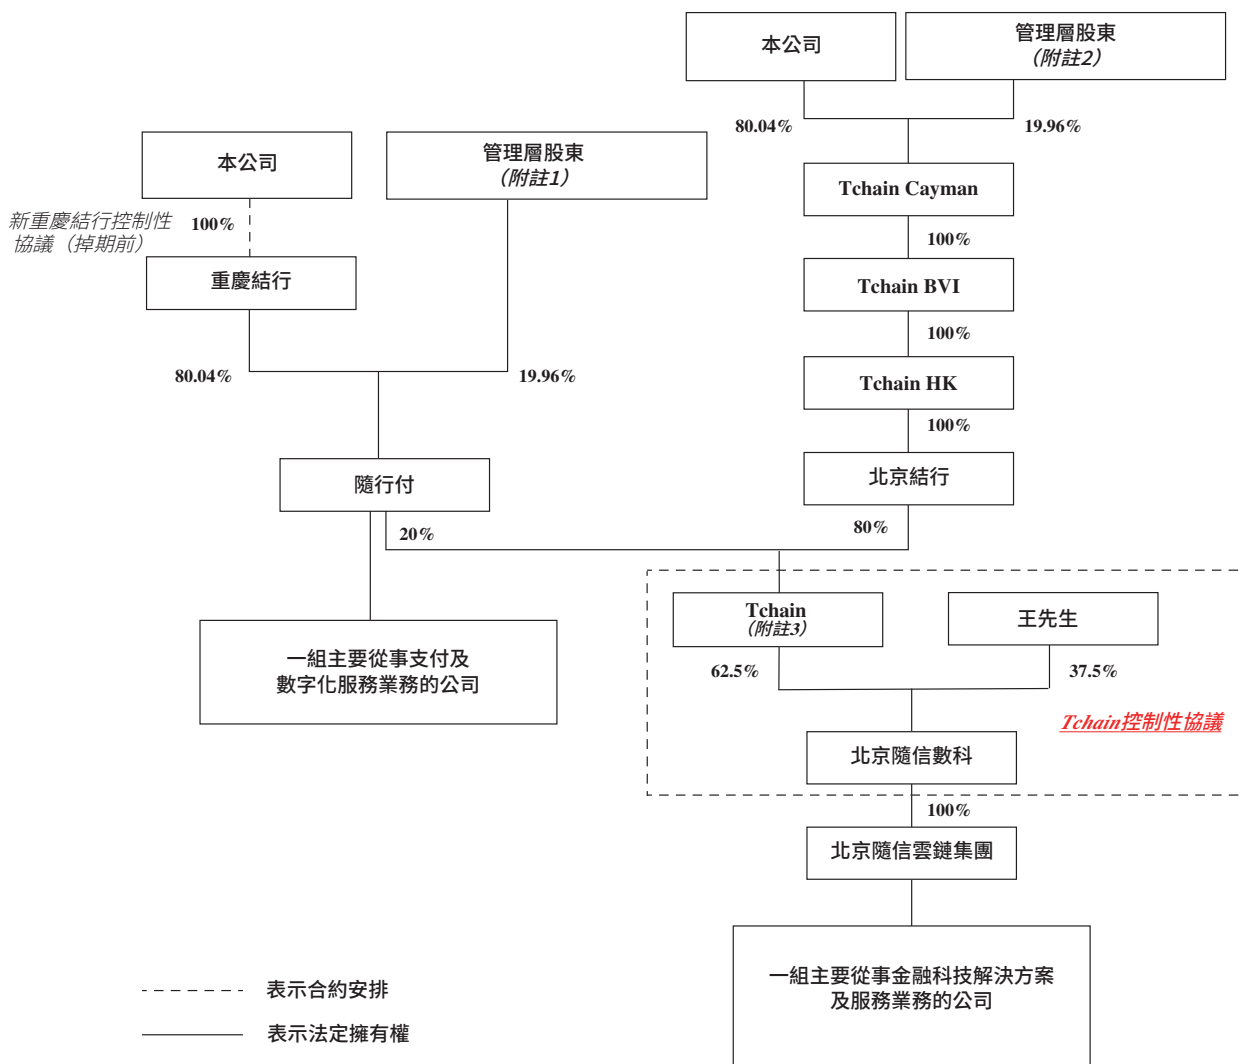 本公司
管理層股東
（附註2）
80.04%
19.96%
本公司
管理層股東
（附註1）
Tchain Cayman
新重慶結行控制性
協議（掉期前）
100%
100%
重慶結行
Tchain BVI
100%
80.04%
19.96%
Tchain HK
100%
隨行付
北京結行
20%
80%
Tchain
（附註3）
王先生
一組主要從事支付及
數字化服務業務的公司
62.5%
37.5%
Tchain控制性協議
北京隨信數科
100%
北京隨信雲鏈集團
一組主要從事金融科技解決方案
及服務業務的公司
表示合約安排
表示法定擁有權